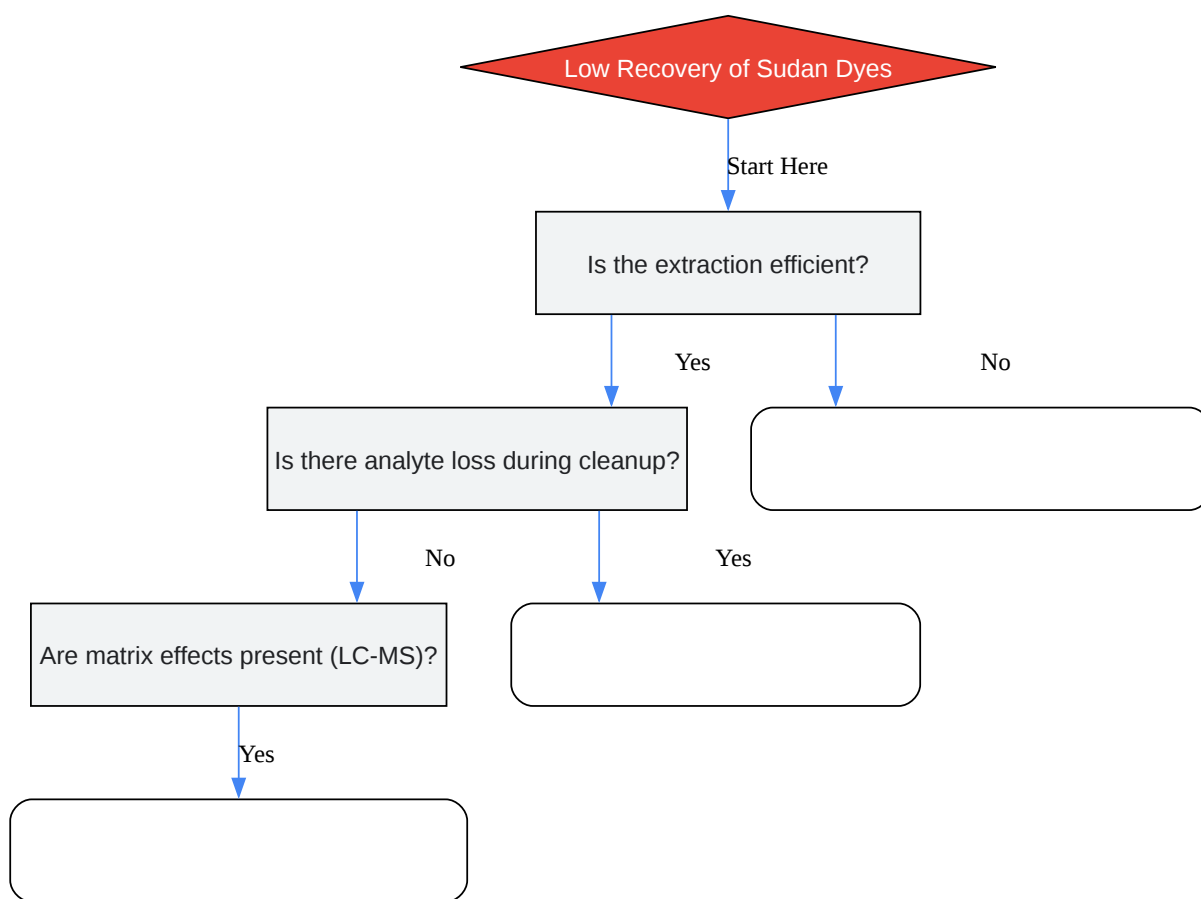 Low Recovery of Sudan Dyes
Start Here
Is the extraction efficient?
Yes
No
Is there analyte loss during cleanup?
No
Yes
Are matrix effects present (LC-MS)?
Yes